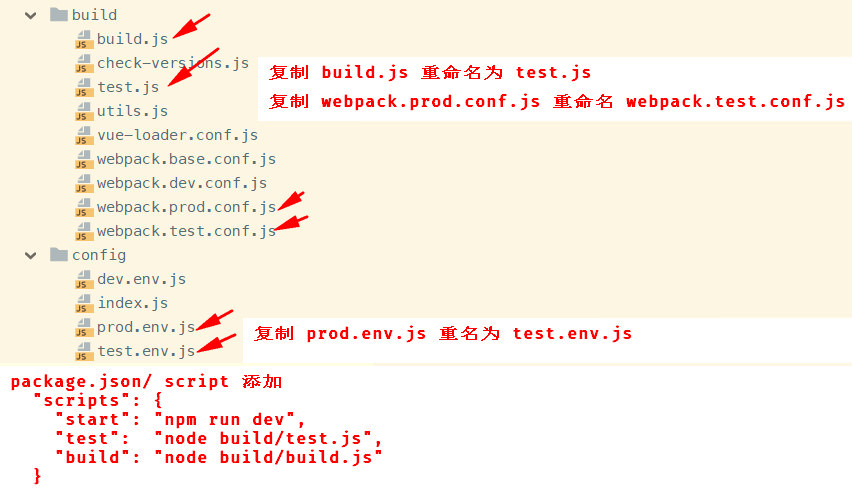 build
build.js
check-versions.js
test.js
utils.js
vue-loader.conf.js
webpack.base.conf.js
webpack.dev.conf.js
webpack.prod.conf.js
webpack.test.conf.js
复制 build.js 重命名为 test.js
复制 webpack.prod.conf.js 重命名 webpack.test.conf.js
config
dev.env.js
index.js
prod.env.js
test.env.js
复制 prod.env.js 重名为 test.env.js
package.json/ script 添加
"scripts": {
"start": "npm run dev",
"test":  "node build/test.js",
"build": "node build/build.js"
}